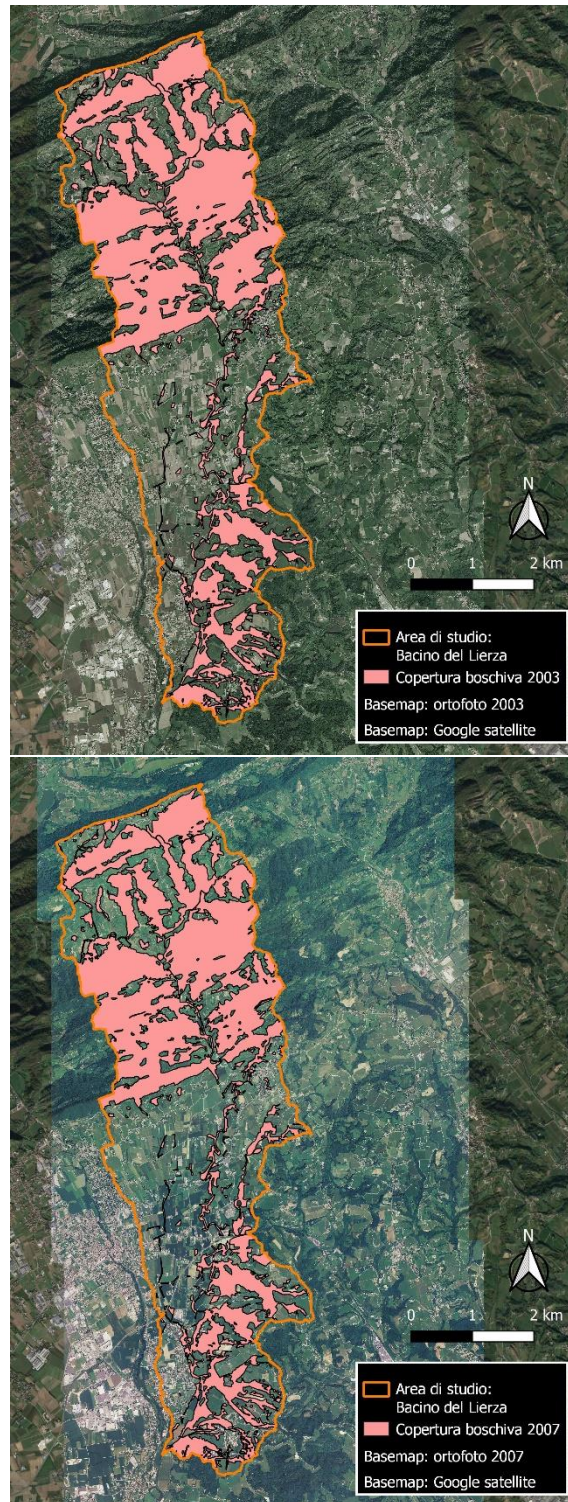 N
0 1 2 km
Area di studio:
Bacino del Lierza
Copertura boschiva 2003
Basemap: ortofoto 2003
Basemap: Google satellite
N
0 1 2 km
Area di studio:
Bacino del Lierza
Copertura boschiva 2007
Basemap: ortofoto 2007
Basemap: Google satellite